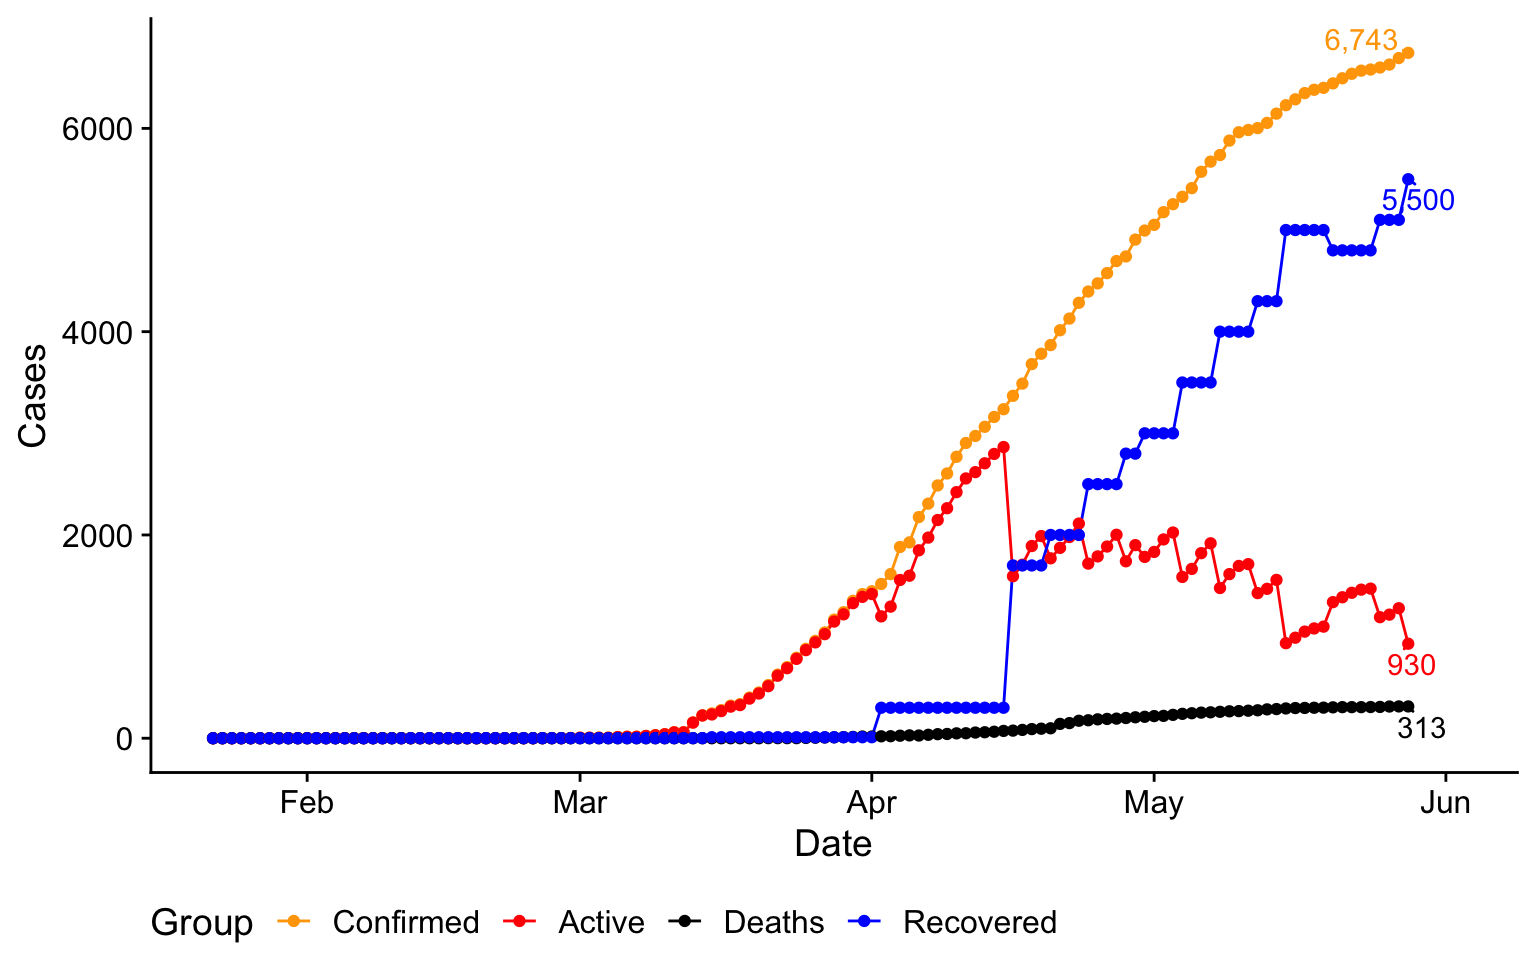 6,743
6000
5,500
4000
Cases
2000
930
313
0
Feb Mar Apr May Jun
Date
Group Confirmed Active Deaths Recovered